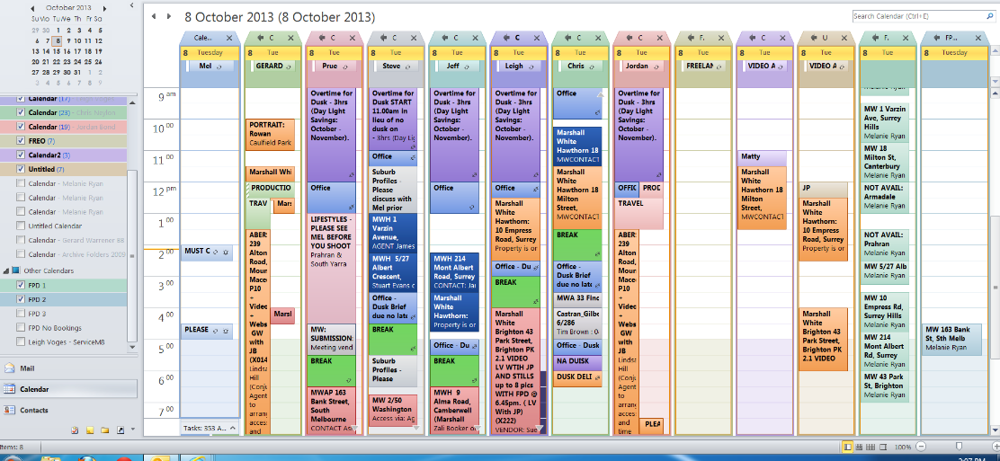 October 2013
Su Mo Tu We Th Fr Sa
29 30 1 2 3 4 5
6 7 8 9 10 11 12
13 14 15 16 17 18 19
20 21 22 23 24 25 26
27 28 29 30 31 1 2
3 4 5 6 7 8 9
Calendar (17) - Leigh Voges
Calendar (23) - Chris Neylon
Calendar (19) - Jordan Bond
FREO (7)
Calendar2 (3)
Untitled (7)
Calendar - Melanie Ryan
Calendar - Melanie Ryan
Calendar - Melanie Ryan
Untitled Calendar
Calendar - Gerard Warrener 88
Calendar - Archive Folders 2009
Other Calendars
FPD 1
FPD 2
FPD 3
FPD No Bookings
Leigh Voges - ServiceM8
Mail
Calendar
Contacts
Items: 8
8 October 2013 (8 October 2013)
Search Calendar (Ctrl+E)
Cale...
C
C
C
C
C
C
C
F.
C
U
F.
FP...
8 Tuesday
8 Tue
8 Tue
8 Tue
8 Tue
8 Tue
8 Tue
8 Tue
8 Tue
8 Tue
8 Tue
8 Tue
8 Tuesday
Mel
GERARD
Prue
Steve
Jeff
Leigh
Chris
Jordan
FREELAN
VIDEO A
VIDEO A
9 am
10 00
11 00
12 pm
1 00
2 00
3 00
4 00
5 00
6 00
7 00
MUST C
PLEASE
Tasks: 353 A...
PORTRAIT:
Rowan
Caulfield Park
Marshall Whi
PRODUCTIO
TRAV
Mars
ABER
239
Alton
Road,
Mour
Mace
P10
+
Video
+
Webs
GW
with
JB
(X014
Lindsa
Hill
(Conju
Agent
to
arrang
access
and
Marsl
Overtime for
Dusk - 3hrs
(Day Light
Savings:
October -
November).
Office
LIFESTYLES -
PLEASE SEE
MEL BEFORE
YOU SHOOT
Prahran &
South Yarra
MW:
SUBMISSION:
Meeting vend
BREAK
MWAP 163
Bank Street,
South
Melbourne
CONTACT As
Overtime for
Dusk START
11.00am In
lieu of no
dusk on
- 3hrs (Day Lig
Office
Suburb
Profiles -
Please
discuss with
Mel prior
MWH 1
Varzin
Avenue,
AGENT James
MWH 5/27
Albert
Crescent,
Stuart Evans c
Office -
Dusk Brief
due no late
BREAK
Suburb
Profiles -
Please
MW 2/50
Washington
Access via: Ag
Overtime for
Dusk - 3hrs
(Day Light
Savings:
October -
November).
Office
MWH 214
Mont Albert
Road, Surrey
CONTACT: Jan
Marshall
White
Hawthorn:
Property is or
Office - Du
BREAK
MWH 9
Alma Road,
Camberwell
(Marshall
Zali Booker or
Overtime for
Dusk - 3hrs
(Day Light
Savings:
October -
November).
Office
Marshall
White
Hawthorn:
10 Empress
Road, Surrey
Property is or
Office - Du
BREAK
Marshall
White
Brighton 43
Park Street,
Brighton PK
2.1 VIDEO
LV WTIH JP
AND STILLS
up to 8 pics
WITH FPD @
6.45pm. ( LV
With JP)
(X222)
VENDOR: Sue
Office
Marshall
White
Hawthorn 18
MWCONTACT
Marshall
White
Hawthorn 18
Milton
Street,
MWCONTACT
BREAK
Office -
Dusk Brief
due no late
MWA 33 Finc
Castran_Gilbe
6/286
Tim Brown : 0
Office - Dusk
NA DUISK
DUSK DELI
Overtime for
Dusk - 3hrs
(Day Light
Savings:
October -
November).
OFFIC
PROD
TRAVEL
ABER
239
Alton
Road,
Mour
Mace
P10
+
Video
+
Webs
GW
with
JB
(X014
Lindsa
Hill
(Conju
Agent
to
arrang
access
and
time
PLEA
Matty
Marshall
White
Hawthorn 18
Milton
Street,
MWCONTACT
JP
Marshall
White
Hawthorn:
10 Empress
Road, Surrey
Property is or
Marshall
White
Brighton 43
Park Street,
Brighton PK
2.1 VIDEO
Melanie Ryan
MW 1 Varzin
Ave, Surrey
Hills
Melanie Ryan
MW 18
Milton St,
Canterbury
Melanie Ryan
NOT AVAIL:
Armadale
Melanie Ryan
NOT AVAIL:
Prahran
Melanie Ryan
MW 5/27 Alb
Melanie Ryan
MW 10
Empress Rd,
Surrey Hills
Melanie Ryan
MW 214
Mont Albert
Rd, Surrey
Melanie Ryan
MW 43 Park
St, Brighton
Melanie Ryan
MW 163 Bank
St, Sth Melb
Melanie Ryan
100%
2:07 PM